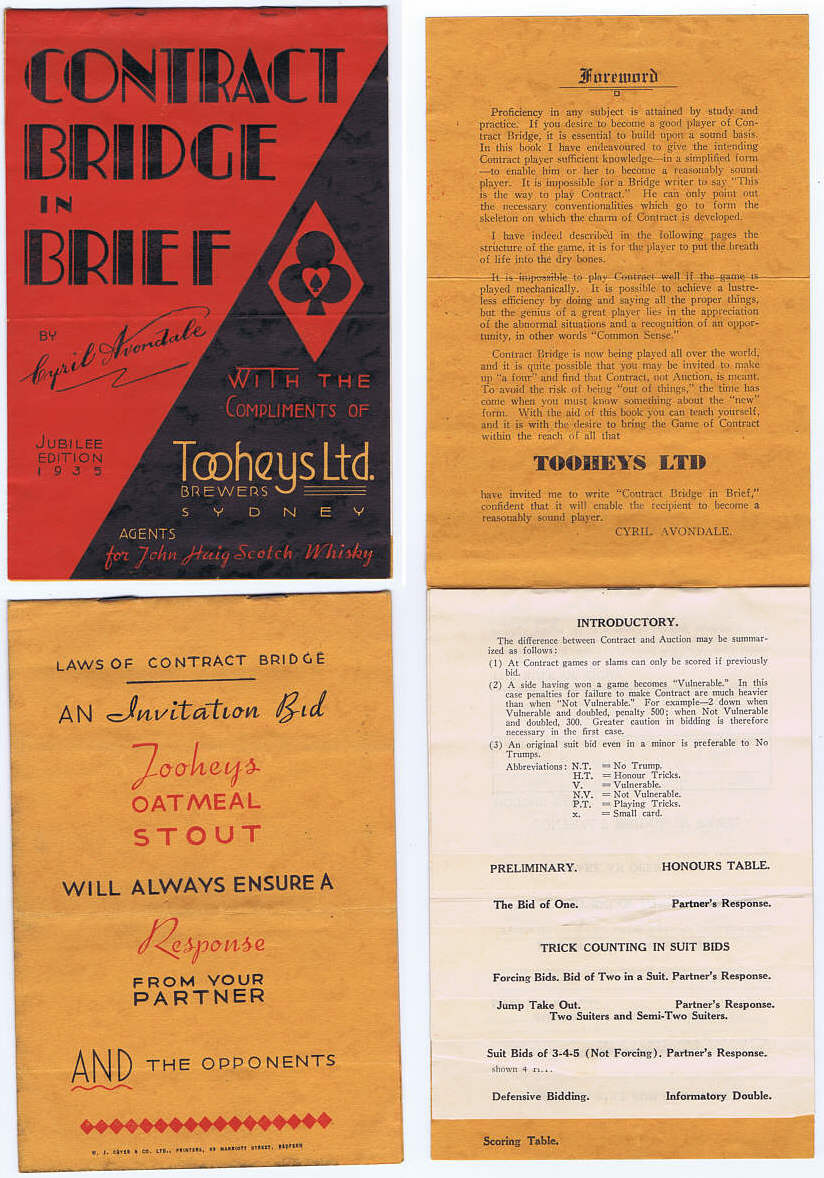 CONTRACT
BRIDGE
IN
BRIEF
BY
Cyril Avondale
JUBILEE
EDITION
1935
WITH THE
COMPLIMENTS OF
Tooheys Ltd.
BREWERS
SYDNEY
AGENTS
for John Haig Scotch Whisky
Foreword
Proficiency in any subject is attained by study and
practice. If you desire to become a good player of Con-
tract Bridge, it is essential to build upon a sound basis.
In this book I have endeavoured to give the intending
Contract player sufficient knowledge—in a simplified form
—to enable him or her to become a reasonably sound
player. It is impossible for a Bridge writer to say "This
is the way to play Contract." He can only point out
the necessary conventionalities which go to form the
skeleton on which the charm of Contract is developed.
I have indeed described in the following pages the
structure of the game, it is for the player to put the breath
of life into the dry bones.
It is impossible to play Contract well if the game is
played mechanically. It is possible to achieve a lustre-
less efficiency by doing and saying all the proper things,
but the genius of a great player lies in the appreciation
of the abnormal situations and a recognition of an oppor-
tunity, in other words "Common Sense."
Contract Bridge is now being played all over the world,
and it is quite possible that you may be invited to make
up "a four" and find that Contract, not Auction, is meant.
To avoid the risk of being "out of things," the time has
come when you must know something about the "new"
form. With the aid of this book you can teach yourself,
and it is with the desire to bring the Game of Contract
within the reach of all that
TOOHEYS LTD
have invited me to write "Contract Bridge in Brief,"
confident that it will enable the recipient to become a
reasonably sound player.
CYRIL AVONDALE.
LAWS OF CONTRACT BRIDGE
AN Invitation Bid
Tooheys
OATMEAL
STOUT
WILL ALWAYS ENSURE A
Response
FROM YOUR
PARTNER
AND THE OPPONENTS
W. J. CRYER & CO. LTD., PRINTERS, 59 MARRIOTT STREET, REDFERN
INTRODUCTORY.
The difference between Contract and Auction may be summar-
ized as follows:
(1) At Contract games or slams can only be scored if previously
bid.
(2) A side having won a game becomes "Vulnerable." In this
case penalties for failure to make Contract are much heavier
than when "Not Vulnerable." For example—2 down when
Vulnerable and doubled, penalty 500; when Not Vulnerable
and doubled, 300. Greater caution in bidding is therefore
necessary in the first case.
(3) An original suit bid even in a minor is preferable to No
Trumps.
Abbreviations: N.T. = No Trump.
H.T. = Honour Tricks.
V. = Vulnerable.
N.V. = Not Vulnerable.
P.T. = Playing Tricks.
x. = Small card.
PRELIMINARY. HONOURS TABLE.
The Bid of One. Partner's Response.
TRICK COUNTING IN SUIT BIDS
Forcing Bids. Bid of Two in a Suit. Partner's Response.
Jump Take Out. Partner's Response.
Two Suiters and Semi-Two Suiters.
Suit Bids of 3-4-5 (Not Forcing). Partner's Response.
shown 4
Defensive Bidding. Informatory Double.
Scoring Table.